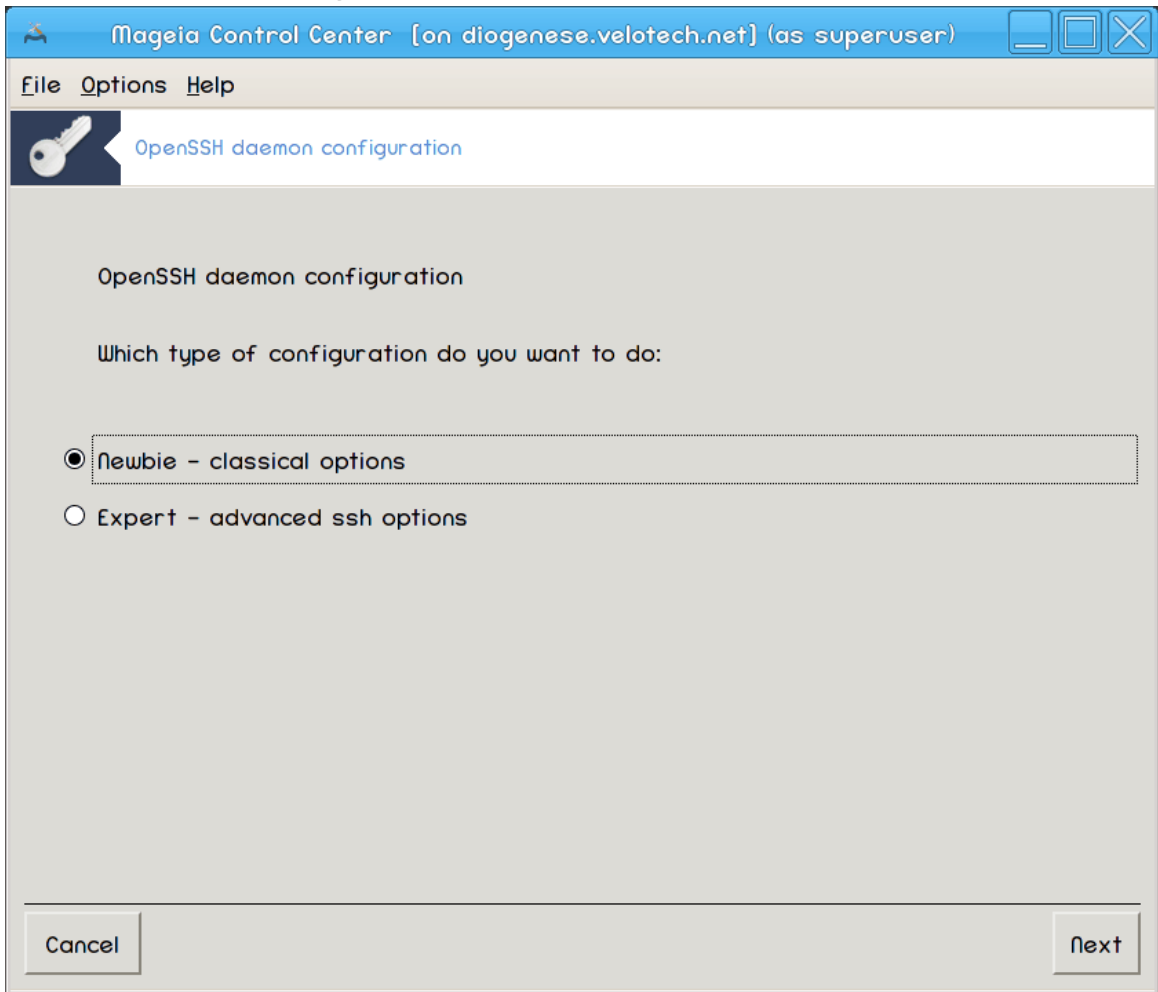 Mageia Control Center [on diogenese.velotech.net] (as superuser)
File Options Help
OpenSSH daemon configuration
OpenSSH daemon configuration
Which type of configuration do you want to do:
Newbie - classical options
Expert - advanced ssh options
Cancel Next